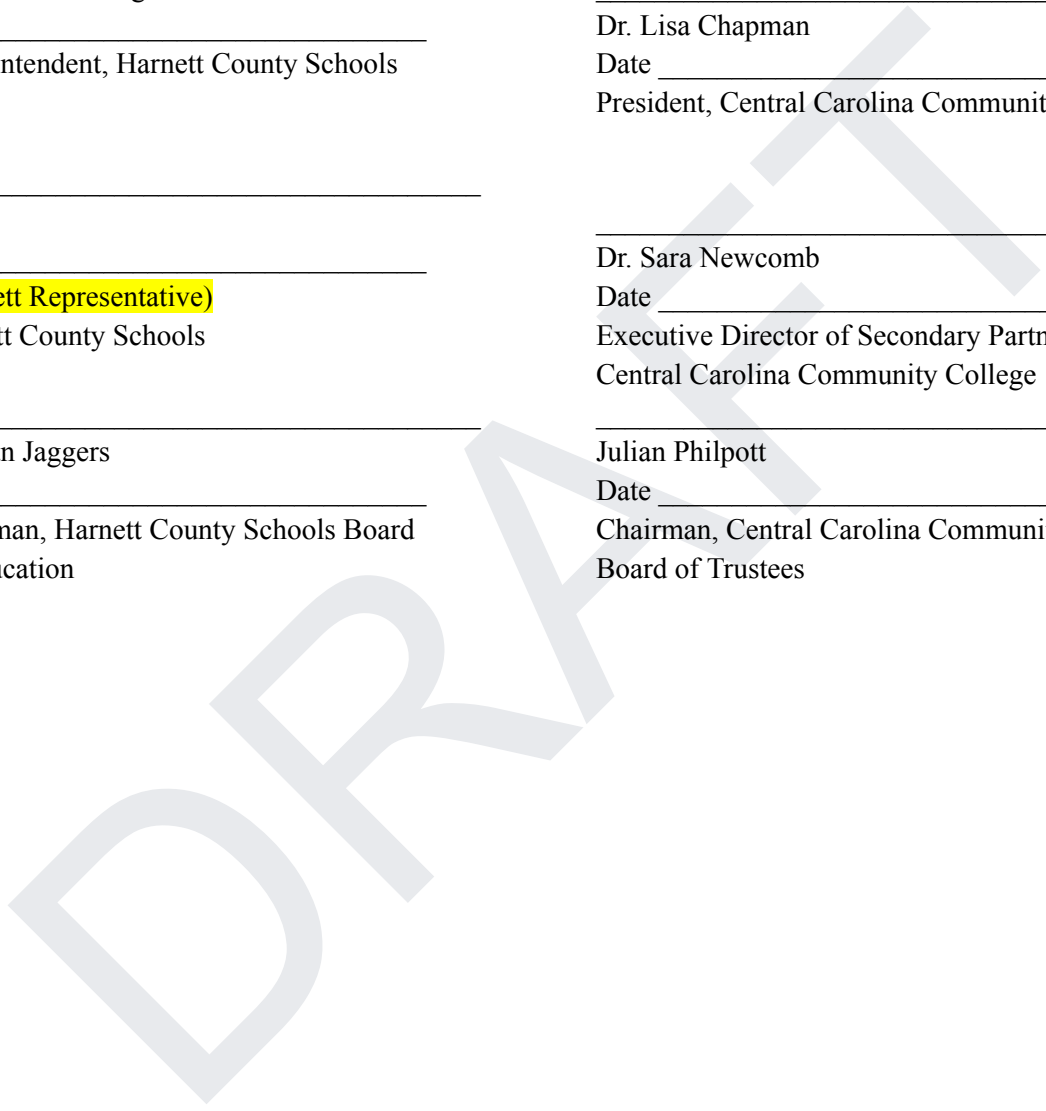 ntendent, Harnett County Schools
ett Representative)
tt County Schools
n Jaggers
man, Harnett County Schools Board
ucation
Dr. Lisa Chapman
Date
President, Central Carolina Communit
Dr. Sara Newcomb
Date
Executive Director of Secondary Partn
Central Carolina Community College
Julian Philpott
Date
Chairman, Central Carolina Communi
Board of Trustees
DRAFT